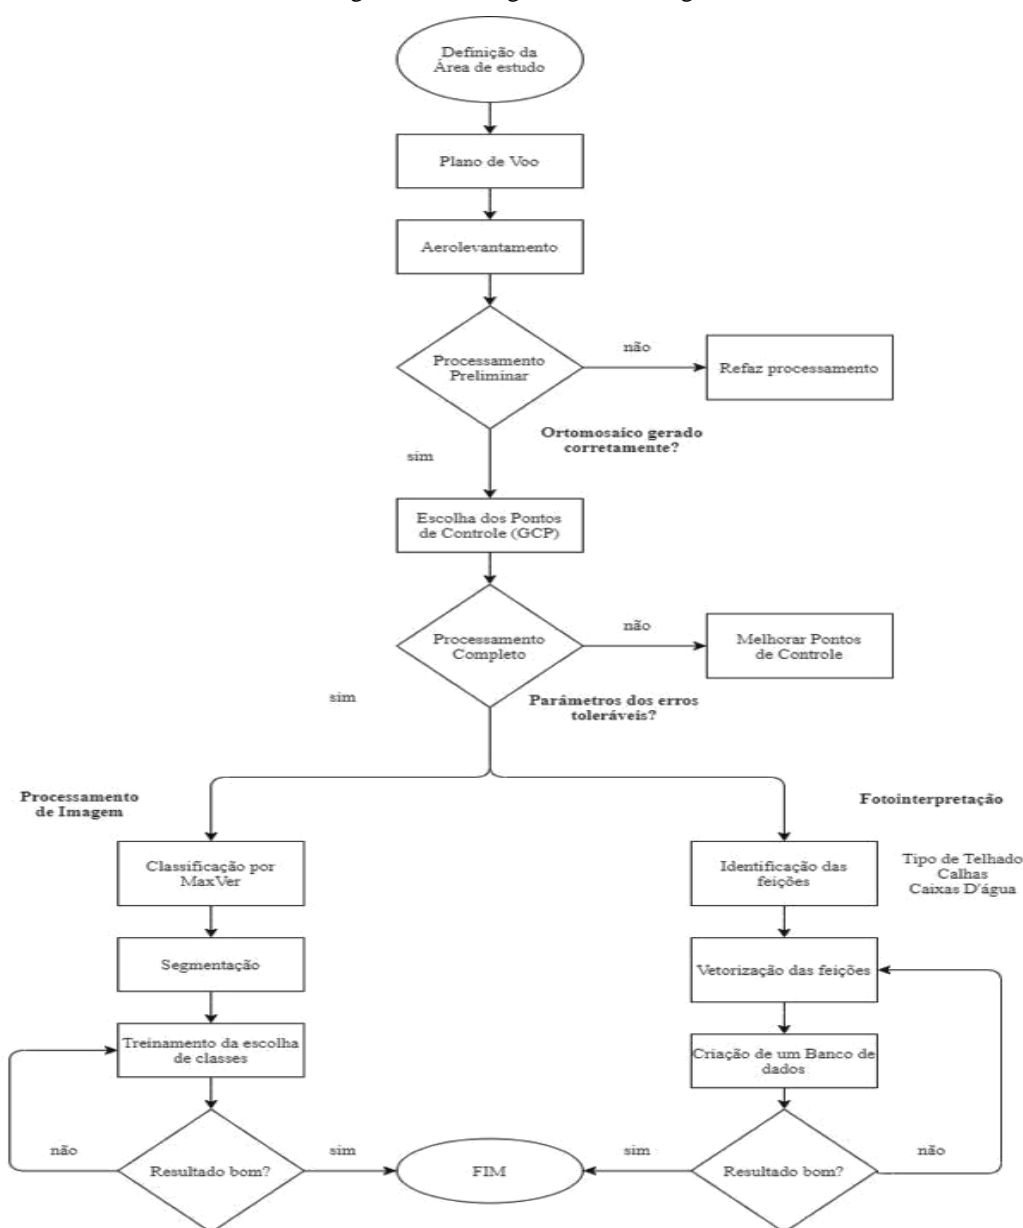 Definição da
Área de estudo
Plano de Voo
Aerolevantamento
Processamento
Preliminar
não
Refaz processamento
Ortomosaico gerado
corretamente?
sim
Escolha dos Pontos
de Controle (GCP)
Processamento
Completo
não
Melhorar Pontos
de Controle
sim
Parâmetros dos erros
toleráveis?
Processamento
de Imagem
Fotointerpretação
Classificação por
MaxVer
Identificação das
feições
Tipo de Telhado
Calhas
Caixas D'água
Segmentação
Vetorização das feições
Treinamento da escolha
de classes
Criação de um Banco de
dados
não
Resultado bom?
sim
FIM
sim
Resultado bom?
não